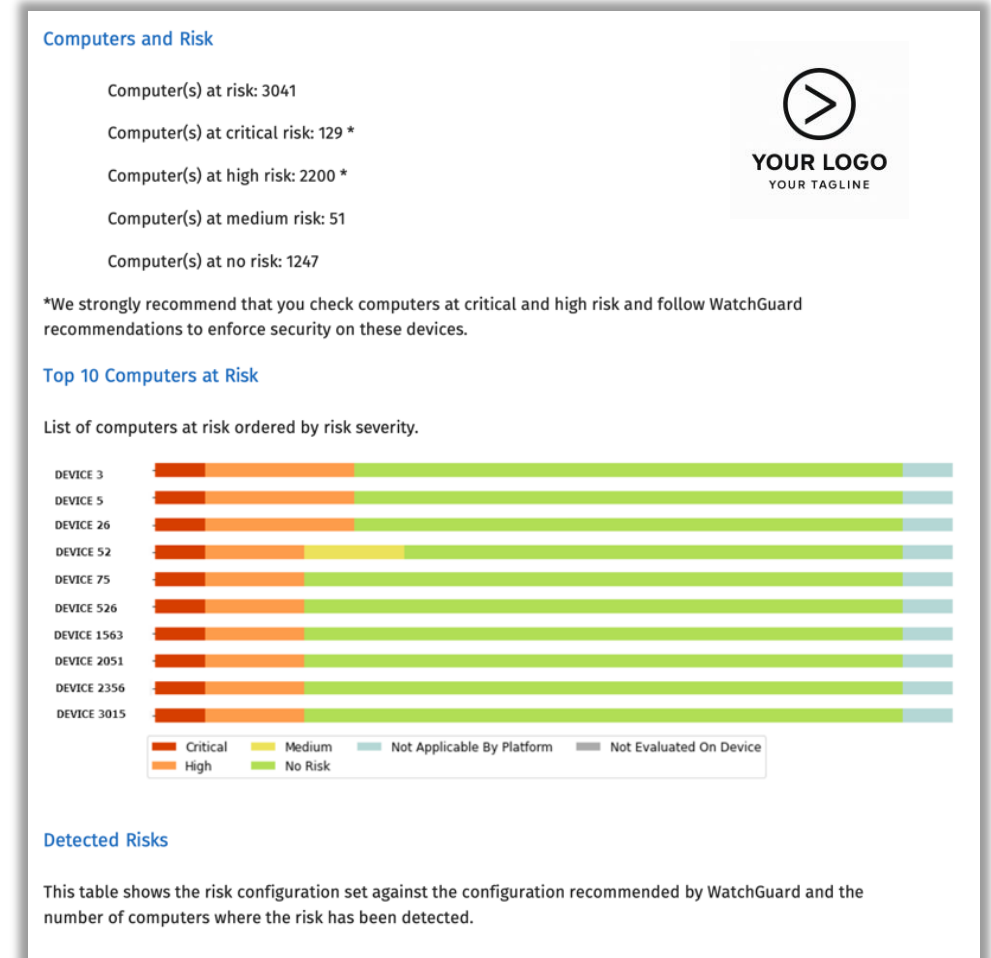 Computers and Risk
Computer(s) at risk: 3041
Computer(s) at critical risk: 129 *
Computer(s) at high risk: 2200 *
Computer(s) at medium risk: 51
Computer(s) at no risk: 1247
YOUR LOGO
YOUR TAGLINE
*We strongly recommend that you check computers at critical and high risk and follow WatchGuard
recommendations to enforce security on these devices.
Top 10 Computers at Risk
List of computers at risk ordered by risk severity.
DEVICE 3
DEVICE 5
DEVICE 26
DEVICE 52
DEVICE 75
DEVICE 526
DEVICE 1563
DEVICE 2051
DEVICE 2356
DEVICE 3015
Critical Medium Not Applicable By Platform Not Evaluated On Device
High No Risk
Detected Risks
This table shows the risk configuration set against the configuration recommended by WatchGuard and the
number of computers where the risk has been detected.